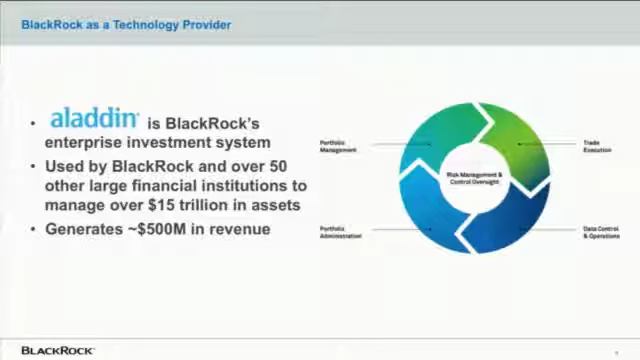 BlackRock as a Technology Provider
• aladdin® is BlackRock's
enterprise investment system
• Used by BlackRock and over 50
other large financial institutions to
manage over $15 trillion in assets
• Generates ~$500M in revenue
Portfolio
Management
Trade
Execution
Risk Management &
Control Oversight
Portfolio
Administration
Data Control
& Operations
BLACKROCK®